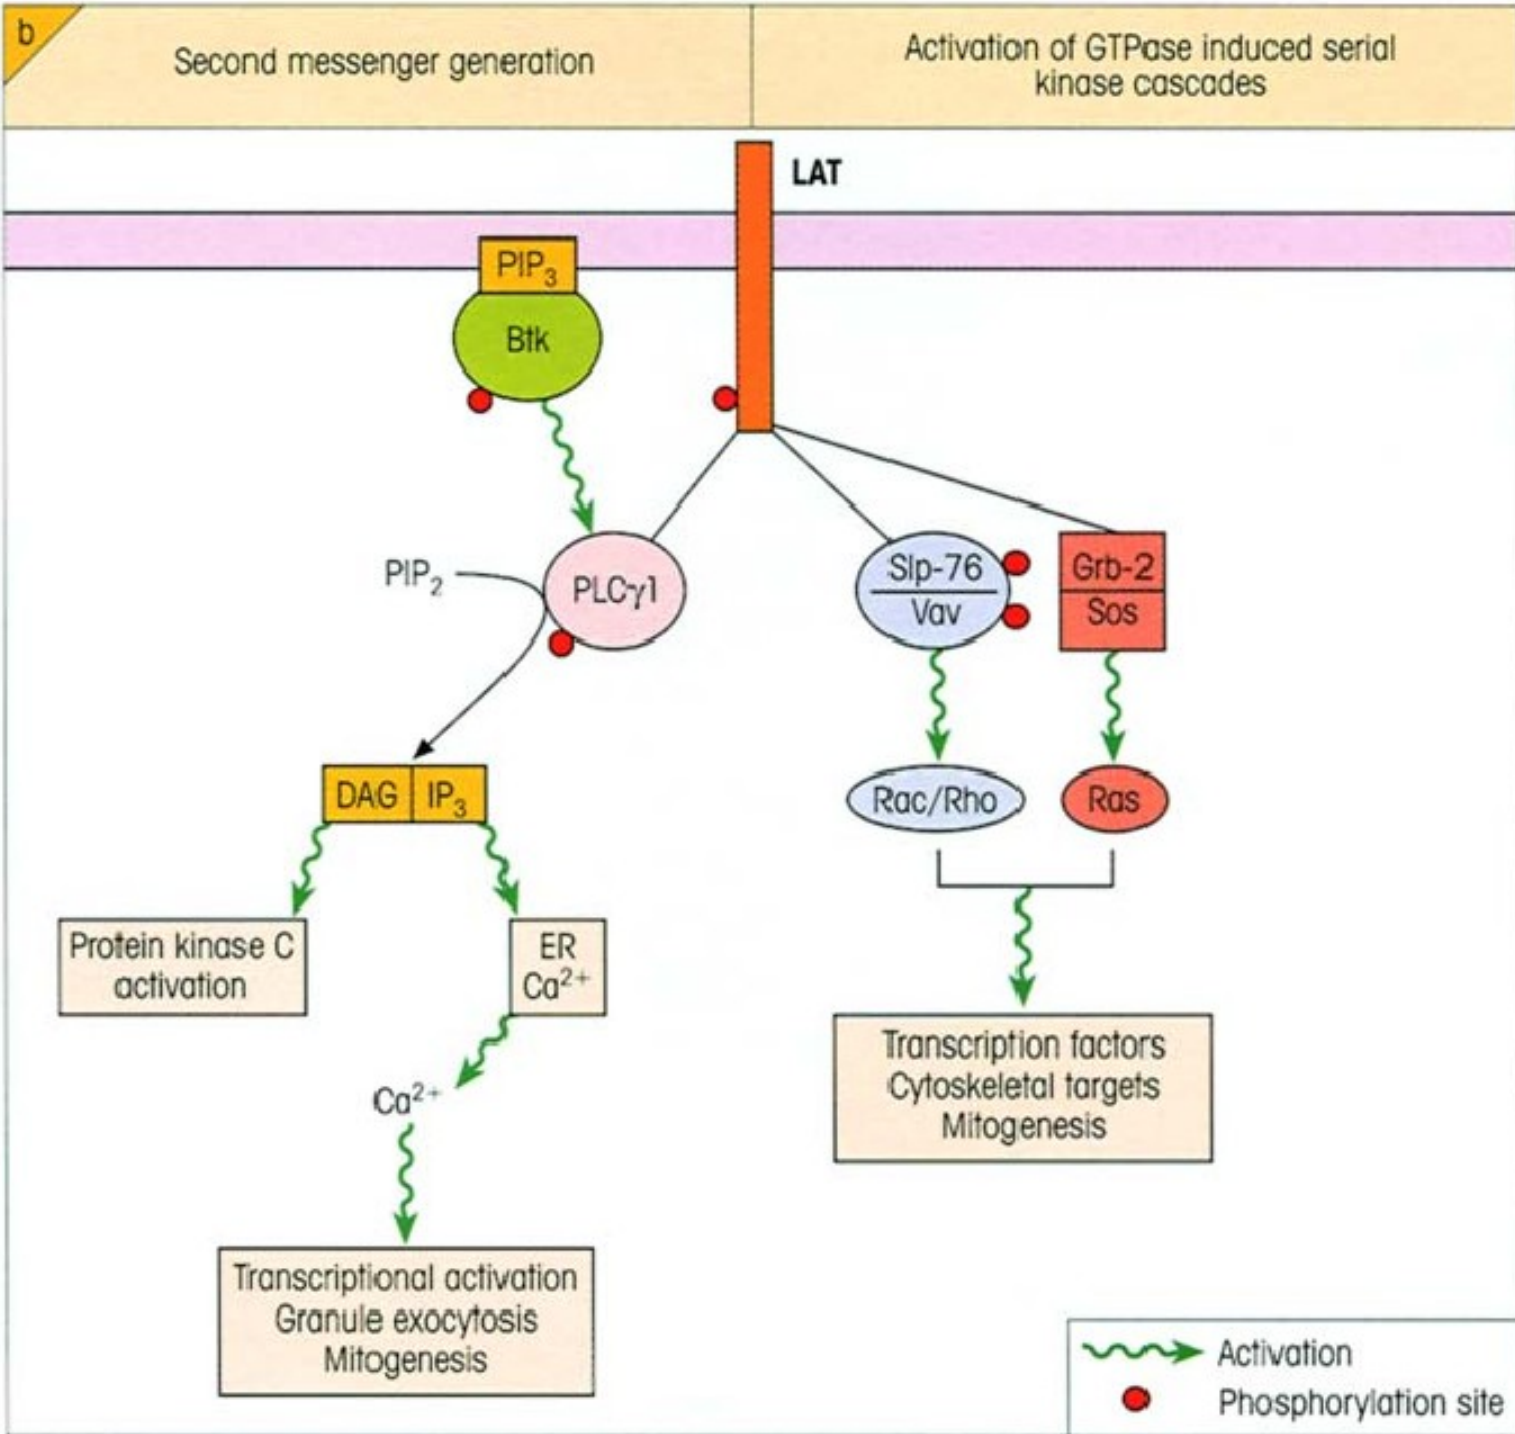 b
Second messenger generation
Activation of GTPase induced serial
kinase cascades
LAT
PIP₃
Btk
PIP₂
PLCγ1
Slp-76
Vav
Grb-2
Sos
DAG
IP₃
Rac/Rho
Ras
Protein kinase C
activation
ER
Ca²⁺
Ca²⁺
Transcription factors
Cytoskeletal targets
Mitogenesis
Transcriptional activation
Granule exocytosis
Mitogenesis
Activation
Phosphorylation site